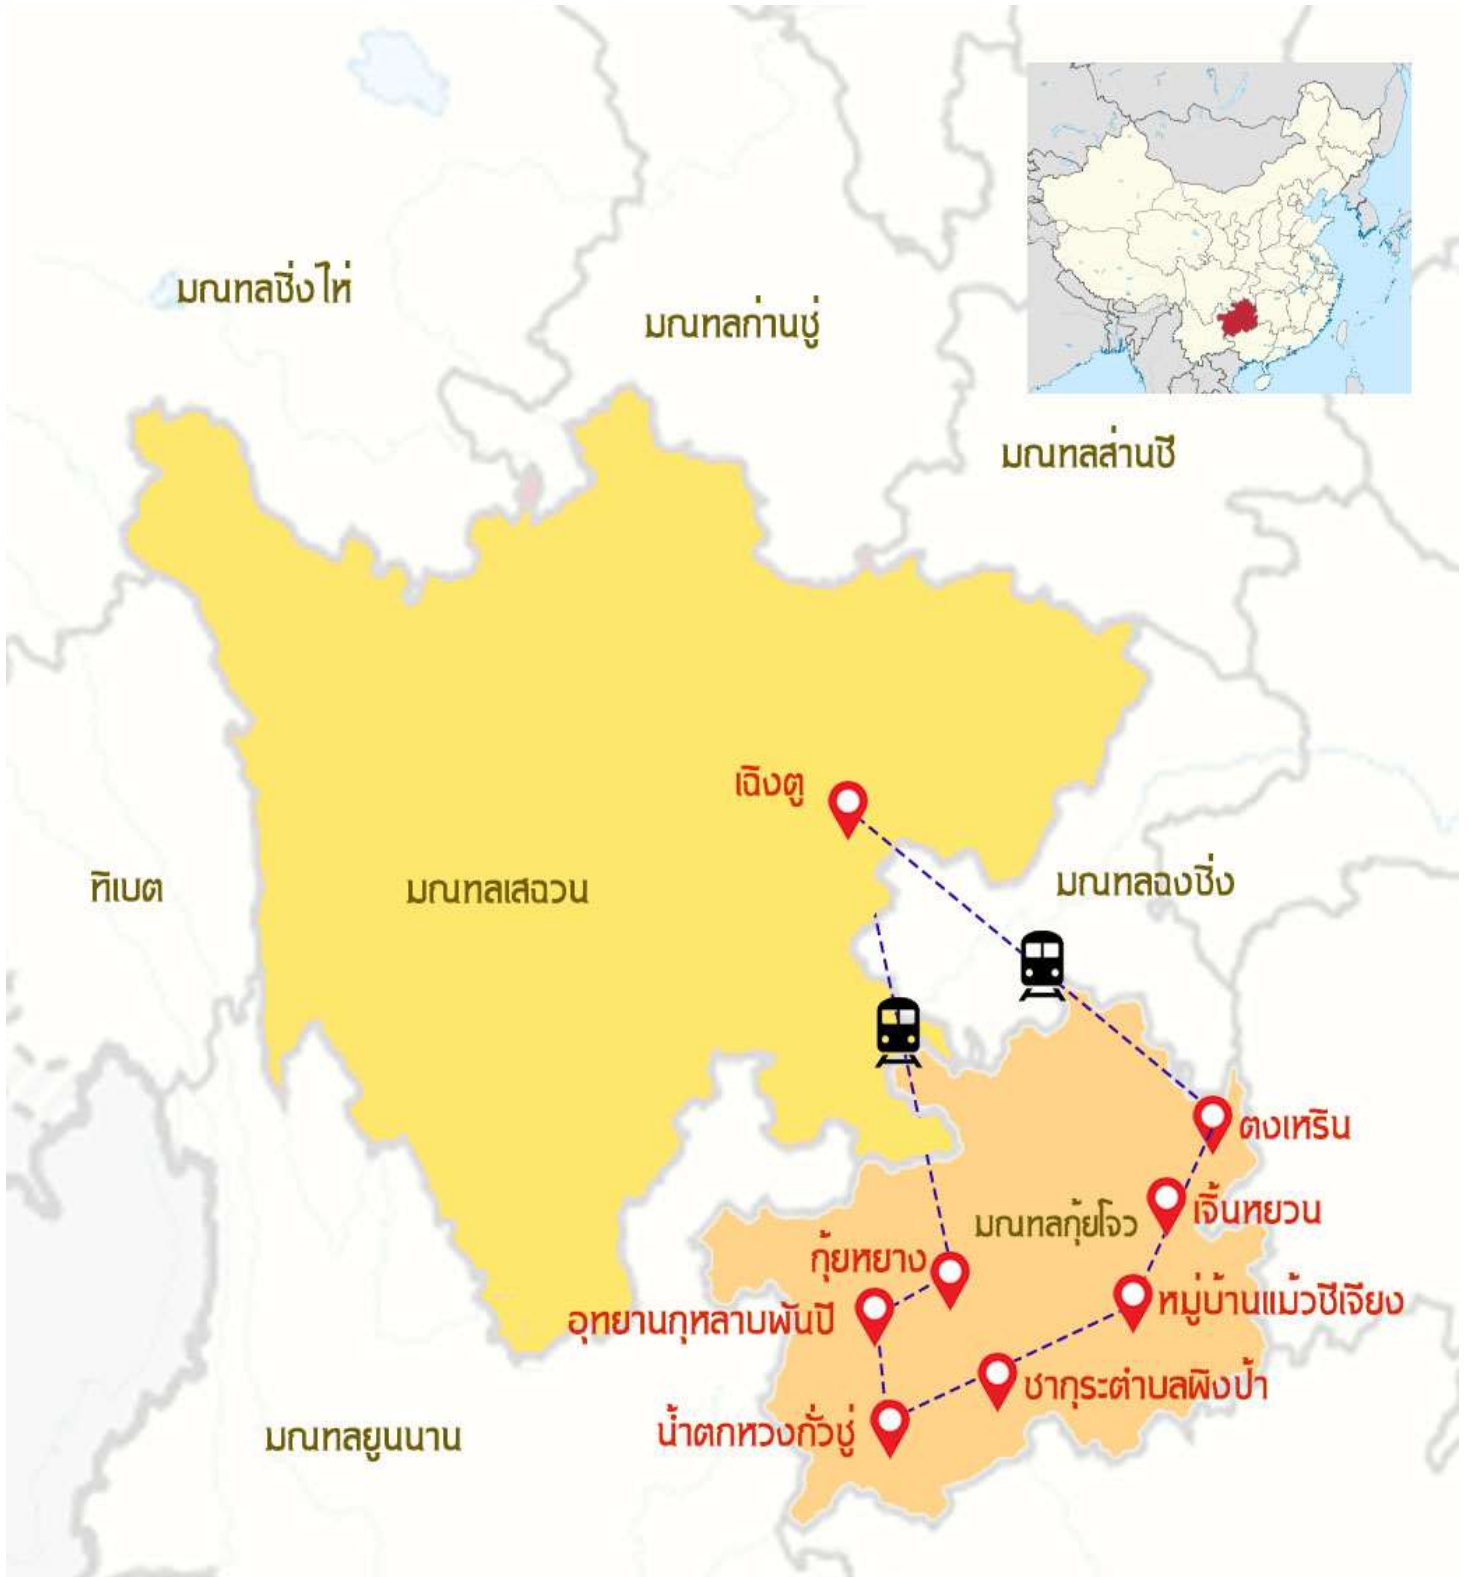 มณฑลชิ่งไห่
มณฑลก่านชู่
มณฑลส่านซี
เฉิงตู
ทิเบต
มณฑลเสฉวน
มณฑลฉงชิ่ง
ตงเหริน
เจิ้นหยวน
มณฑลกุ้ยโจว
กุ้ยหยาง
หมู่บ้านแม้วซีเจียง
อุทยานกุหลาบพันปี
ซากุระตำบลผิงป้า
น้ำตกหวงกั่วชู่
มณฑลยูนนาน